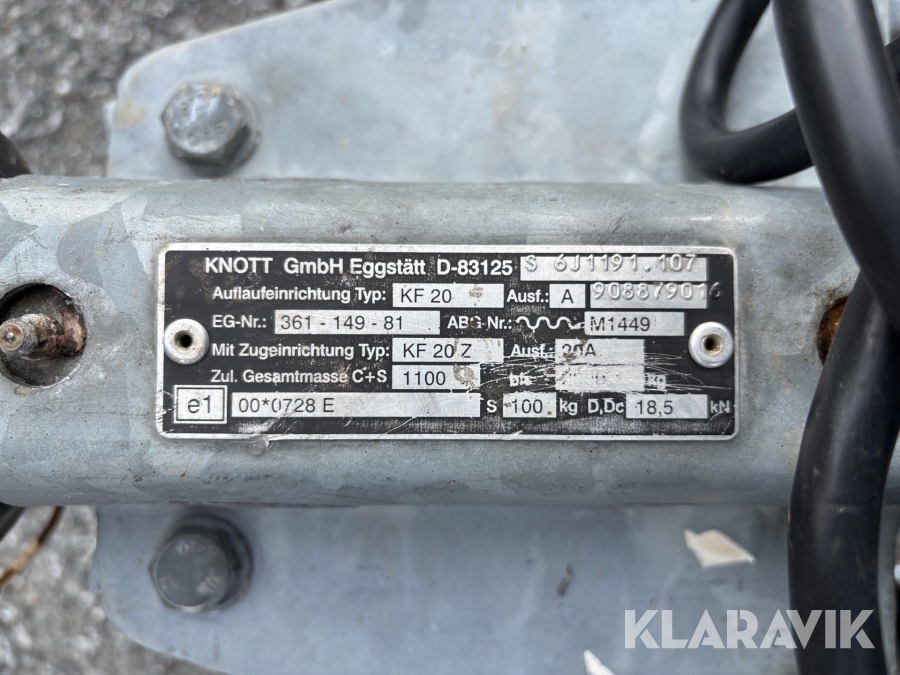 KNOTT GmbH Eggstätt D-83125 S 6J1191.107
Auflaufeinrichtung Typ: KF 20 Ausf.: A 908879016
EG-Nr.: 361-149-81 ABG-Nr.: M1449
Mit Zugeinrichtung Typ: KF 20 Z Ausf. 20A
Zul. Gesamtmasse C+S 1100 bis kg
e1 00*0728 E S 100 kg D,Dc 18,5 kN
KLARAVIK